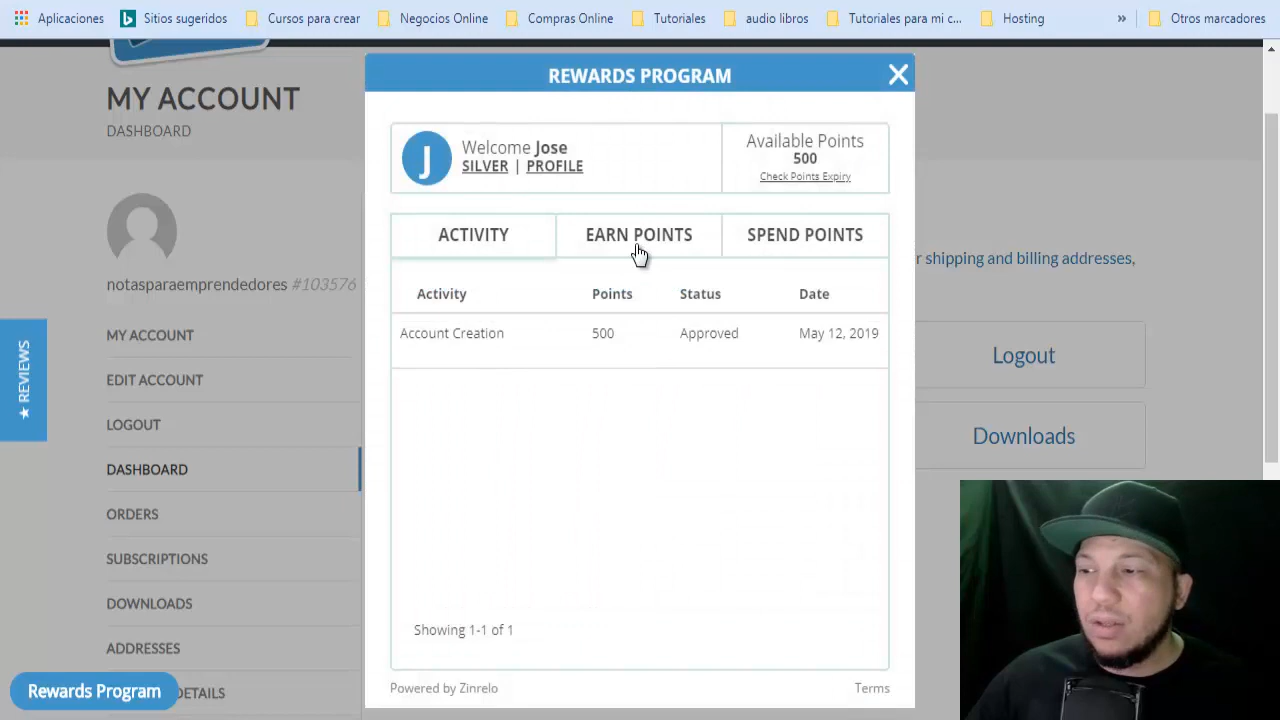 Aplicaciones Sitios sugeridos Cursos para crear Negocios Online Compras Online Tutoriales audio libros Tutoriales para mi c... Hosting » Otros marcadores
REWARDS PROGRAM
MY ACCOUNT
DASHBOARD
J
Welcome Jose
SILVER | PROFILE
Available Points
500
Check Points Expiry
ACTIVITY EARN POINTS SPEND POINTS
notasparaemprendedores #103576
r shipping and billing addresses,
Activity Points Status Date
Account Creation 500 Approved May 12, 2019
MY ACCOUNT
EDIT ACCOUNT
LOGOUT
DASHBOARD
ORDERS
SUBSCRIPTIONS
DOWNLOADS
ADDRESSES
DETAILS
★ REVIEWS
Logout
Downloads
Showing 1-1 of 1
Rewards Program
Powered by Zinrelo Terms